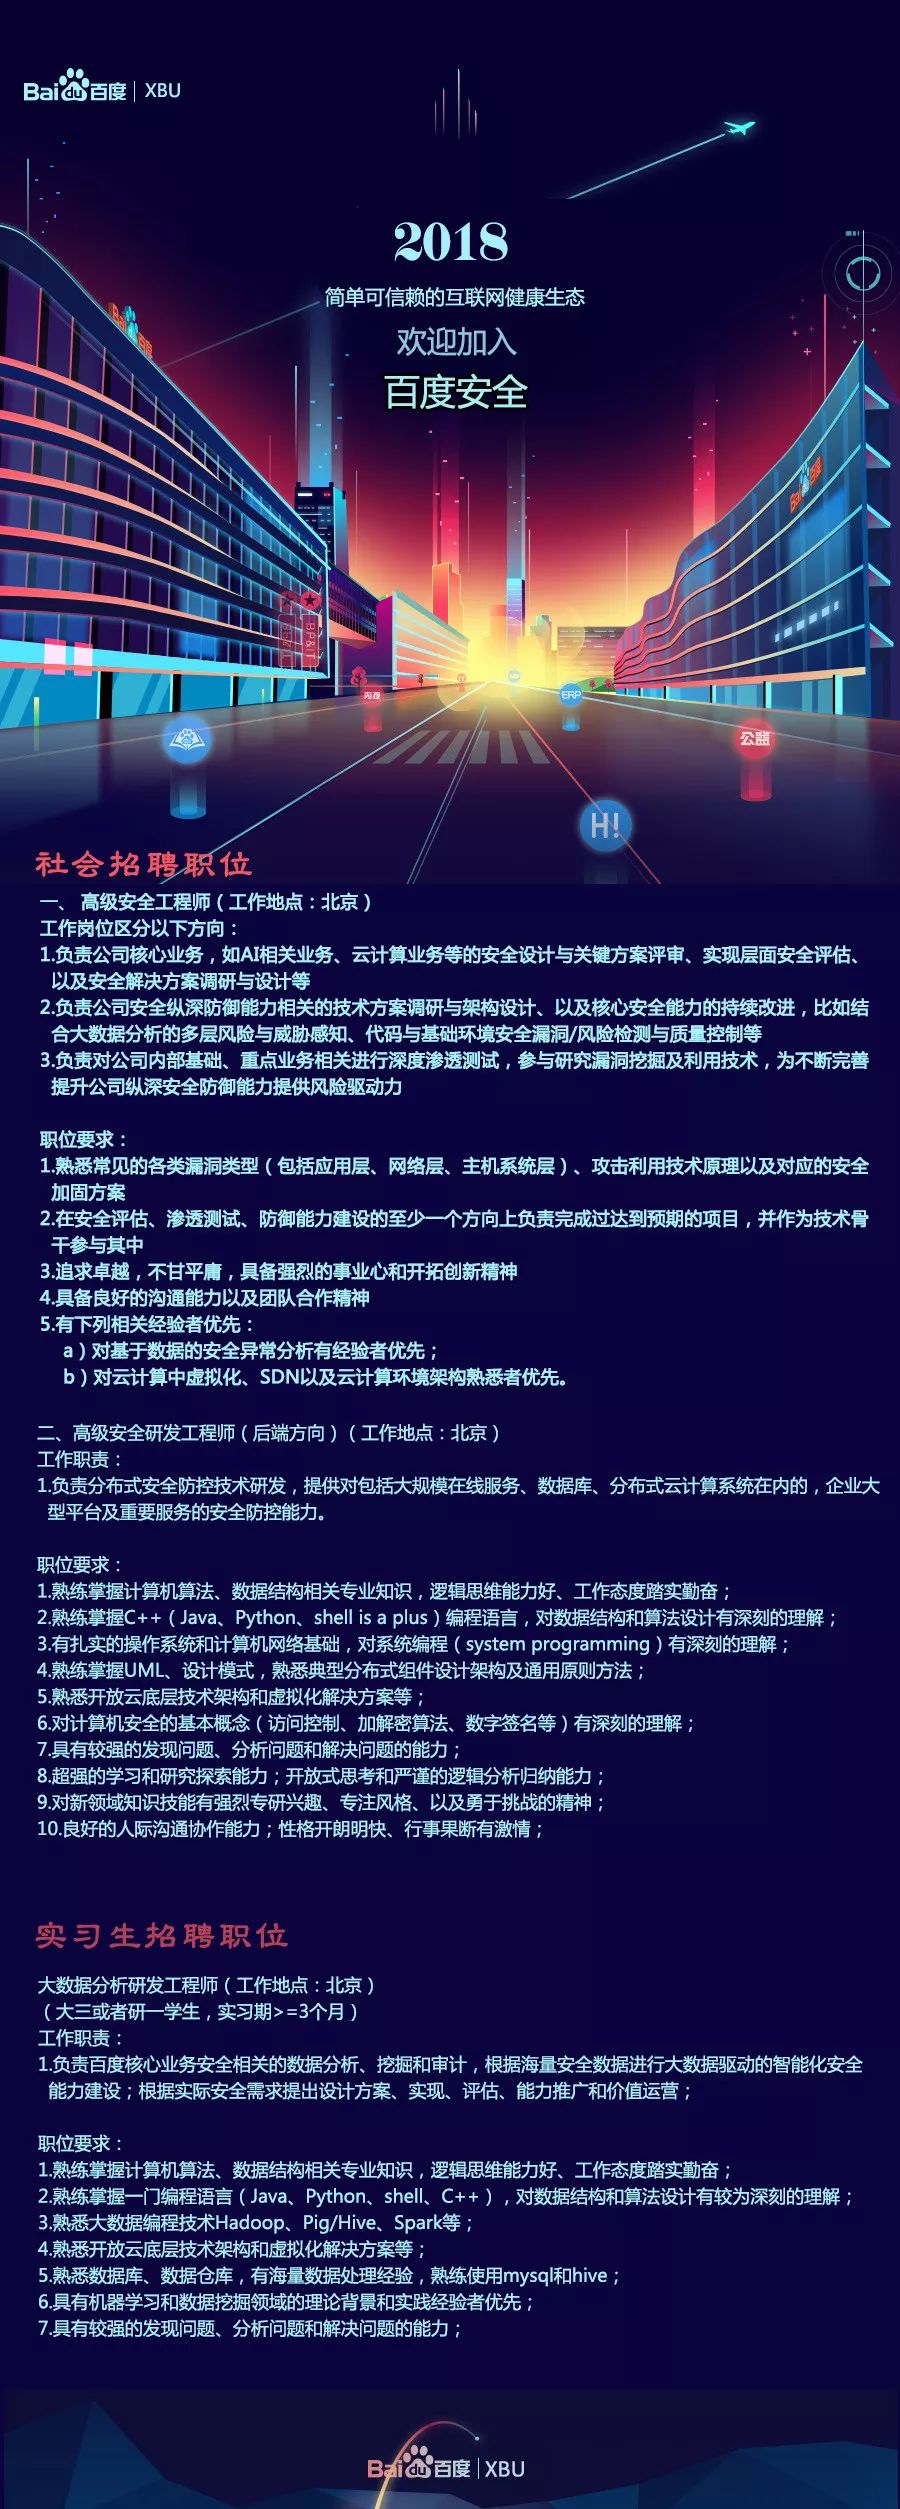 Bai du 百度 | XBU
2018
简单可信赖的互联网健康生态
欢迎加入
百度安全
Bai du 百度
Bai du 百度
BP&IT
闪投
ERP
公益
du
Hi!
社会招聘职位
一、 高级安全工程师（工作地点：北京）
工作岗位区分以下方向：
1.负责公司核心业务，如AI相关业务、云计算业务等的安全设计与关键方案评审、实现层面安全评估、
以及安全解决方案调研与设计等
2.负责公司安全纵深防御能力相关的技术方案调研与架构设计、以及核心安全能力的持续改进，比如结
合大数据分析的多层风险与威胁感知、代码与基础环境安全漏洞/风险检测与质量控制等
3.负责对公司内部基础、重点业务相关进行深度渗透测试，参与研究漏洞挖掘及利用技术，为不断完善
提升公司纵深安全防御能力提供风险驱动力
职位要求：
1.熟悉常见的各类漏洞类型（包括应用层、网络层、主机系统层）、攻击利用技术原理以及对应的安全
加固方案
2.在安全评估、渗透测试、防御能力建设的至少一个方向上负责完成过达到预期的项目，并作为技术骨
干参与其中
3.追求卓越，不甘平庸，具备强烈的事业心和开拓创新精神
4.具备良好的沟通能力以及团队合作精神
5.有下列相关经验者优先：
a）对基于数据的安全异常分析有经验者优先；
b）对云计算中虚拟化、SDN以及云计算环境架构熟悉者优先。
二、高级安全研发工程师（后端方向）（工作地点：北京）
工作职责：
1.负责分布式安全防控技术研发，提供对包括大规模在线服务、数据库、分布式云计算系统在内的，企业大
型平台及重要服务的安全防控能力。
职位要求：
1.熟练掌握计算机算法、数据结构相关专业知识，逻辑思维能力好、工作态度踏实勤奋；
2.熟练掌握C++（Java、Python、shell is a plus）编程语言，对数据结构和算法设计有深刻的理解；
3.有扎实的操作系统和计算机网络基础，对系统编程（system programming）有深刻的理解；
4.熟练掌握UML、设计模式，熟悉典型分布式组件设计架构及通用原则方法；
5.熟悉开放云底层技术架构和虚拟化解决方案等；
6.对计算机安全的基本概念（访问控制、加解密算法、数字签名等）有深刻的理解；
7.具有较强的发现问题、分析问题和解决问题的能力；
8.超强的学习和研究探索能力；开放式思考和严谨的逻辑分析归纳能力；
9.对新领域知识技能有强烈专研兴趣、专注风格、以及勇于挑战的精神；
10.良好的人际沟通协作能力；性格开朗明快、行事果断有激情；
实习生招聘职位
大数据分析研发工程师（工作地点：北京）
（大三或者研一学生，实习期>=3个月）
工作职责：
1.负责百度核心业务安全相关的数据分析、挖掘和审计，根据海量安全数据进行大数据驱动的智能化安全
能力建设；根据实际安全需求提出设计方案、实现、评估、能力推广和价值运营；
职位要求：
1.熟练掌握计算机算法、数据结构相关专业知识，逻辑思维能力好、工作态度踏实勤奋；
2.熟练掌握一门编程语言（Java、Python、shell、C++），对数据结构和算法设计有较为深刻的理解；
3.熟悉大数据编程技术Hadoop、Pig/Hive、Spark等；
4.熟悉开放云底层技术架构和虚拟化解决方案等；
5.熟悉数据库、数据仓库，有海量数据处理经验，熟练使用mysql和hive；
6.具有机器学习和数据挖掘领域的理论背景和实践经验者优先；
7.具有较强的发现问题、分析问题和解决问题的能力；
Bai du 百度 | XBU